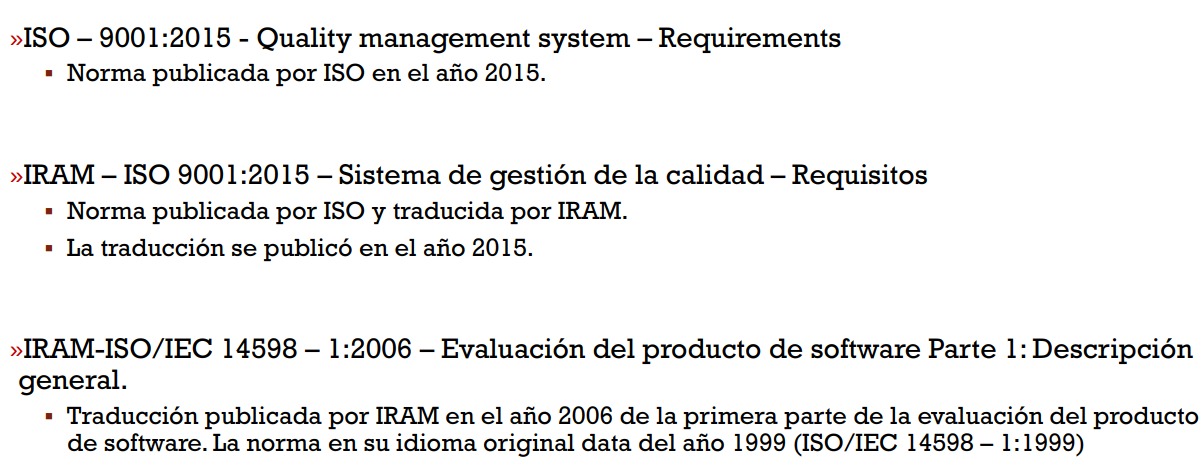 »ISO – 9001:2015 - Quality management system – Requirements
▪ Norma publicada por ISO en el año 2015.
»IRAM – ISO 9001:2015 – Sistema de gestión de la calidad – Requisitos
▪ Norma publicada por ISO y traducida por IRAM.
▪ La traducción se publicó en el año 2015.
»IRAM-ISO/IEC 14598 – 1:2006 – Evaluación del producto de software Parte 1: Descripción
general.
▪ Traducción publicada por IRAM en el año 2006 de la primera parte de la evaluación del producto
de software. La norma en su idioma original data del año 1999 (ISO/IEC 14598 – 1:1999)